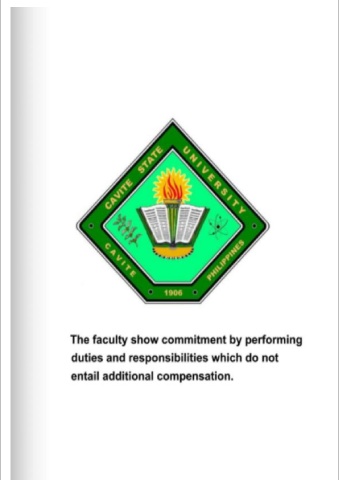 CAVITE STATE UNIVERSITY
CAVITE PHILIPPINES
1906
The faculty show commitment by performing
duties and responsibilities which do not
entail additional compensation.